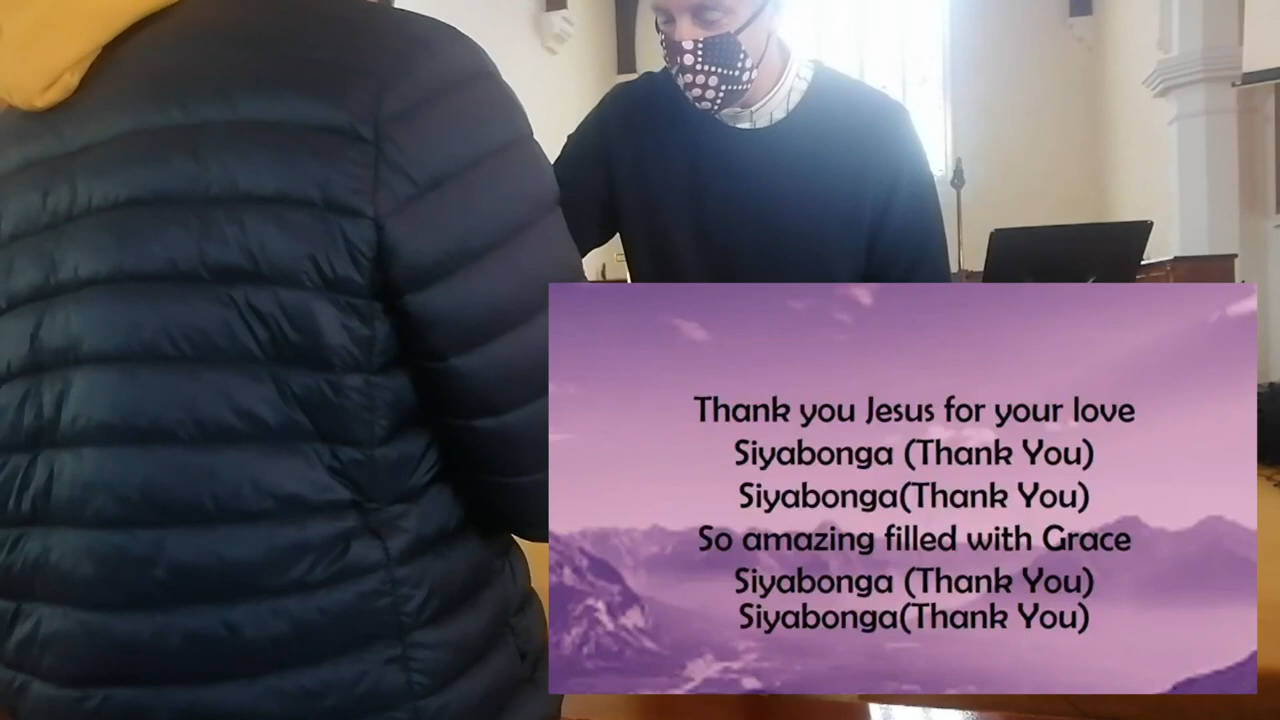 Thank you Jesus for your love
Siyabonga (Thank You)
Siyabonga(Thank You)
So amazing filled with Grace
Siyabonga (Thank You)
Siyabonga(Thank You)